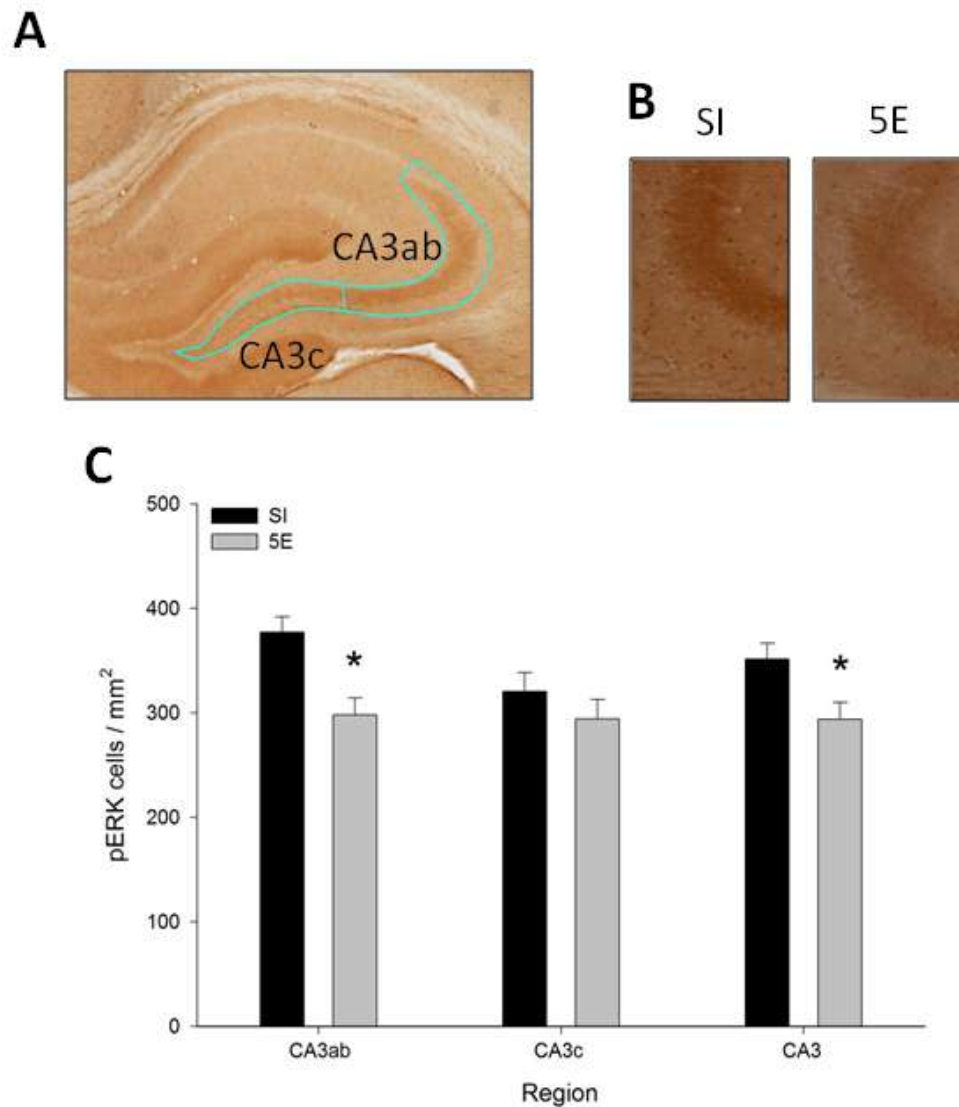 A
B
SI 5E
CA3ab
CA3c
C
500
SI
5E
400
*
*
300
200
100
0
pERK cells / mm²
CA3ab CA3c CA3
Region